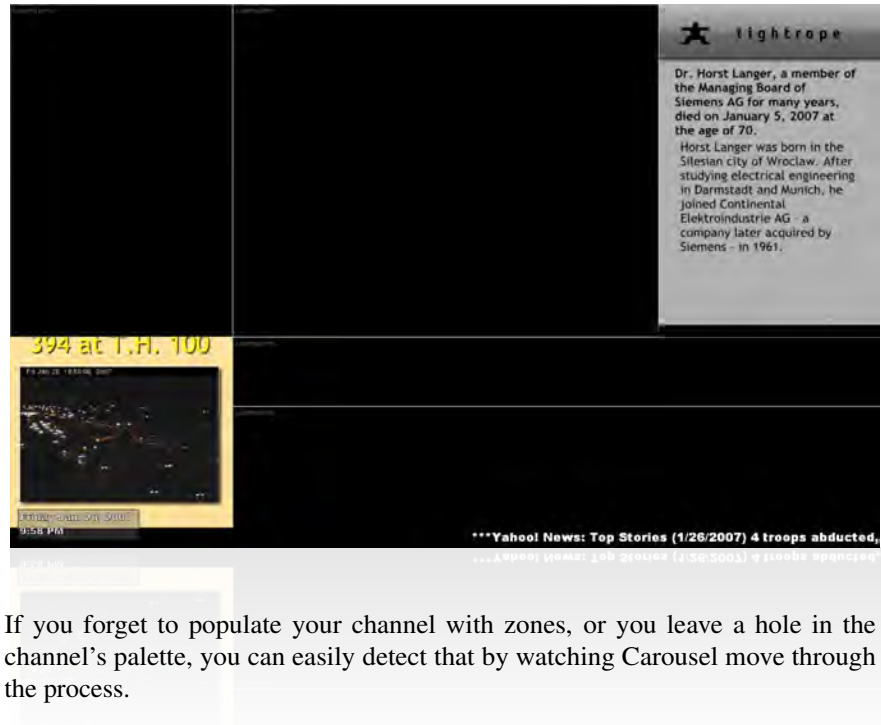 tightrope
Dr. Horst Langer, a member of
the Managing Board of
Siemens AG for many years,
died on January 5, 2007 at
the age of 70.
Horst Langer was born in the
Silesian city of Wroclaw. After
studying electrical engineering
in Darmstadt and Munich, he
joined Continental
Elektroindustrie AG - a
company later acquired by
Siemens - in 1961.
394 at T.H. 100
9:58 PM
***Yahoo! News: Top Stories (1/26/2007) 4 troops abducted,
If you forget to populate your channel with zones, or you leave a hole in the
channel's palette, you can easily detect that by watching Carousel move through
the process.